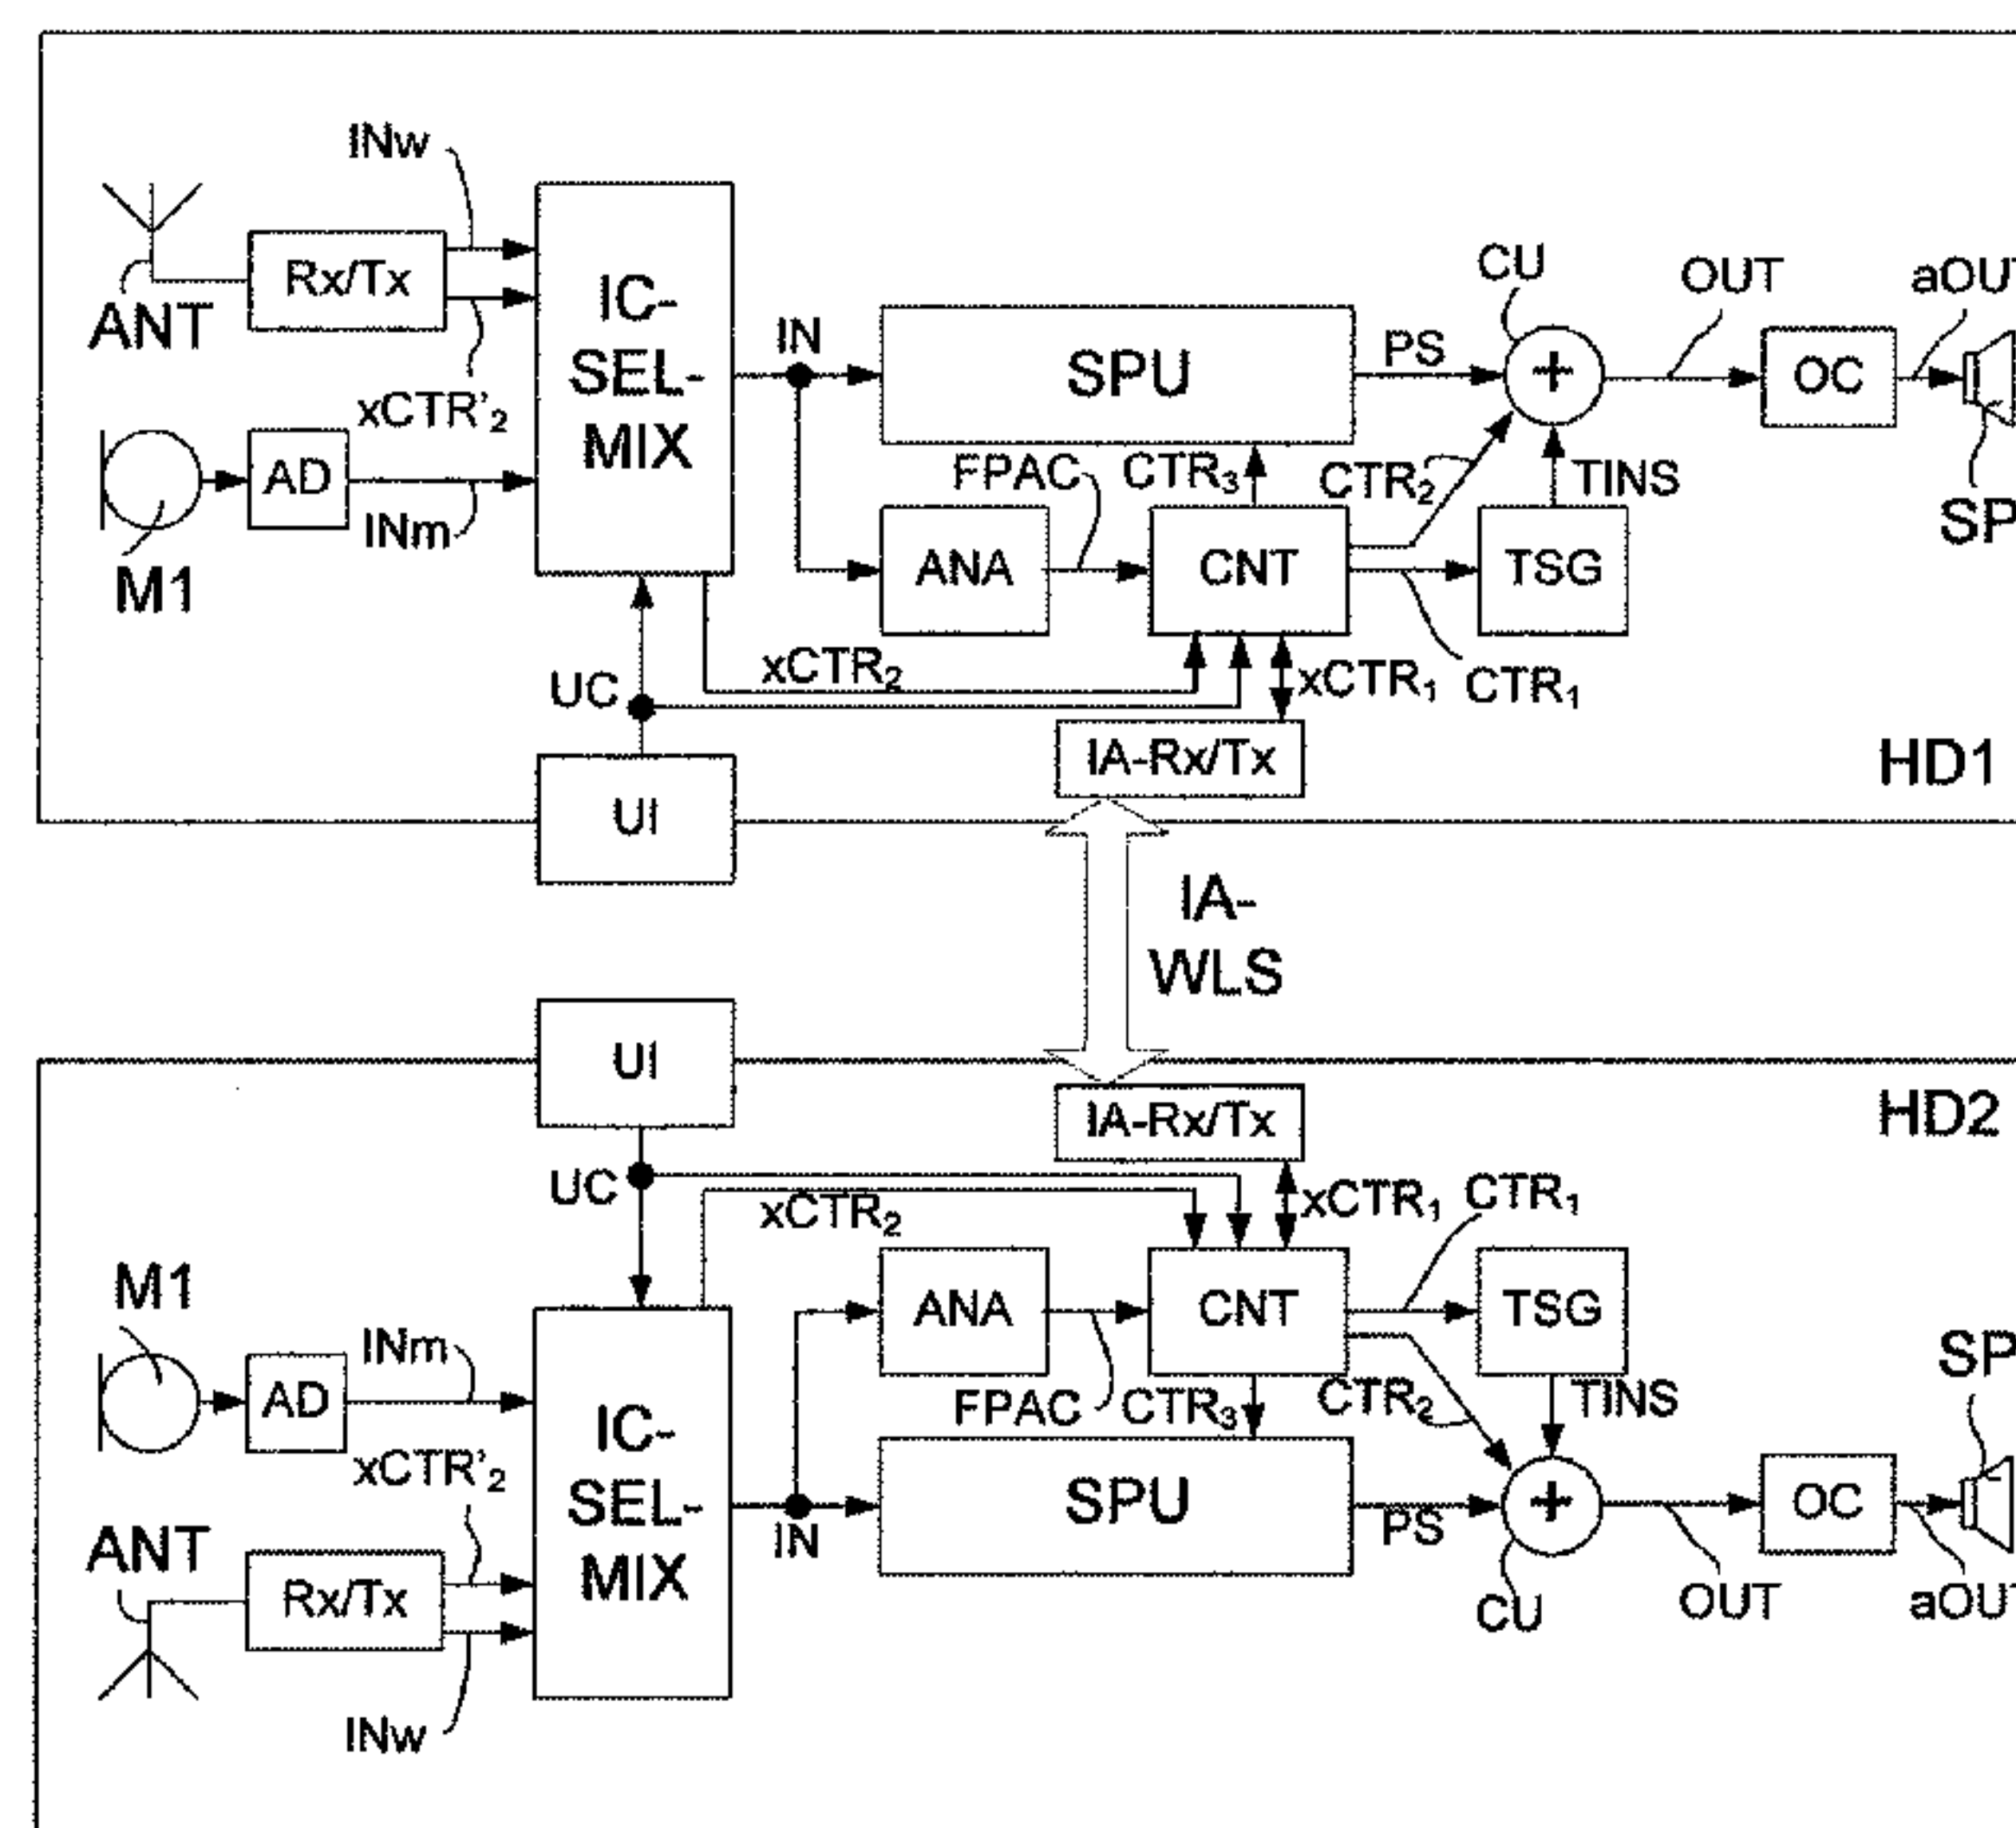 INw
Rx/Tx
ANT
xCTR'₂
AD
INm
M1
IC-
SEL-
MIX
IN
SPU
PS
CU
OUT
OC
aOUT
SP
FPAC
CTR₃
CTR₂
TINS
ANA
CNT
TSG
xCTR₂
UC
xCTR₁
CTR₁
IA-Rx/Tx
HD1
UI
IA-
WLS
UI
HD2
IA-Rx/Tx
UC
xCTR₂
xCTR₁
CTR₁
M1
INm
AD
xCTR'₂
ANT
Rx/Tx
INw
IC-
SEL-
MIX
IN
ANA
CNT
TSG
FPAC
CTR₃
CTR₂
TINS
SPU
PS
CU
OUT
OC
SP
aOUT